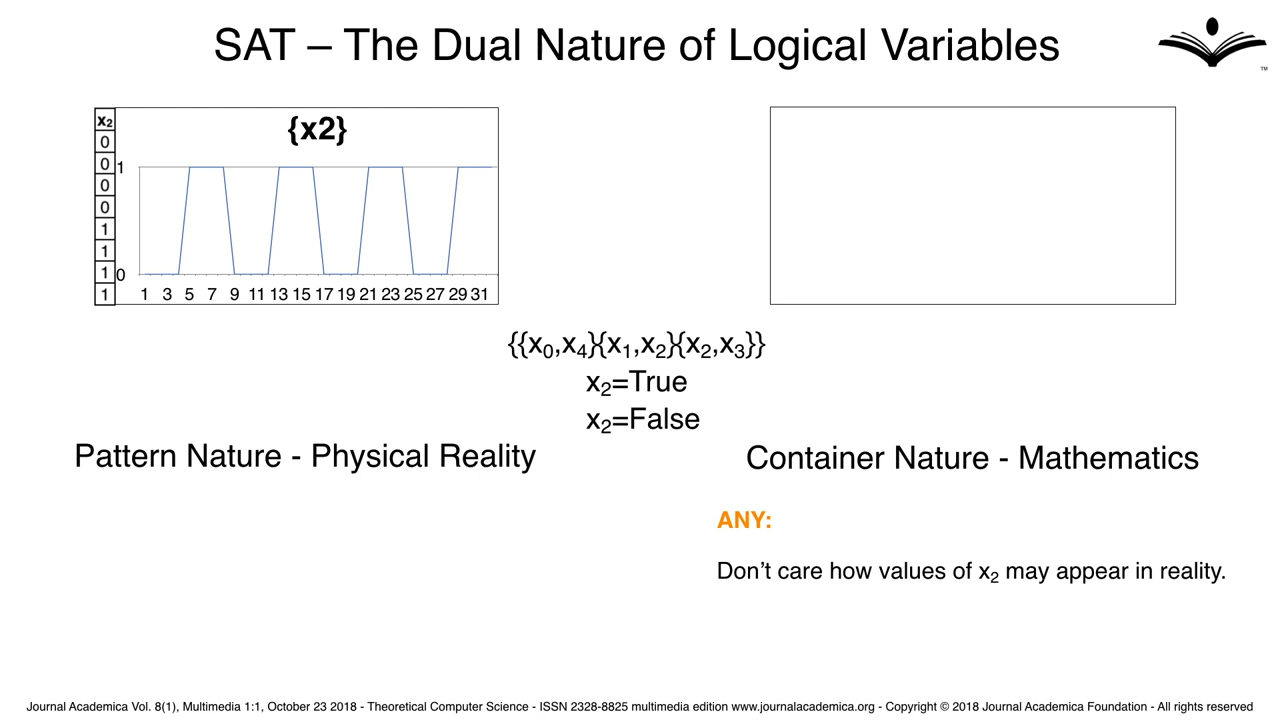 SAT – The Dual Nature of Logical Variables
TM
x2
0
0
0
0
1
1
1
1
{x2}
1
0
1 3 5 7 9 11 13 15 17 19 21 23 25 27 29 31
{{x0,x4}{x1,x2}{x2,x3}}
x2=True
x2=False
Pattern Nature - Physical Reality
Container Nature - Mathematics
ANY:
Don’t care how values of x2 may appear in reality.
Journal Academica Vol. 8(1), Multimedia 1:1, October 23 2018 - Theoretical Computer Science - ISSN 2328-8825 multimedia edition www.journalacademica.org - Copyright © 2018 Journal Academica Foundation - All rights reserved